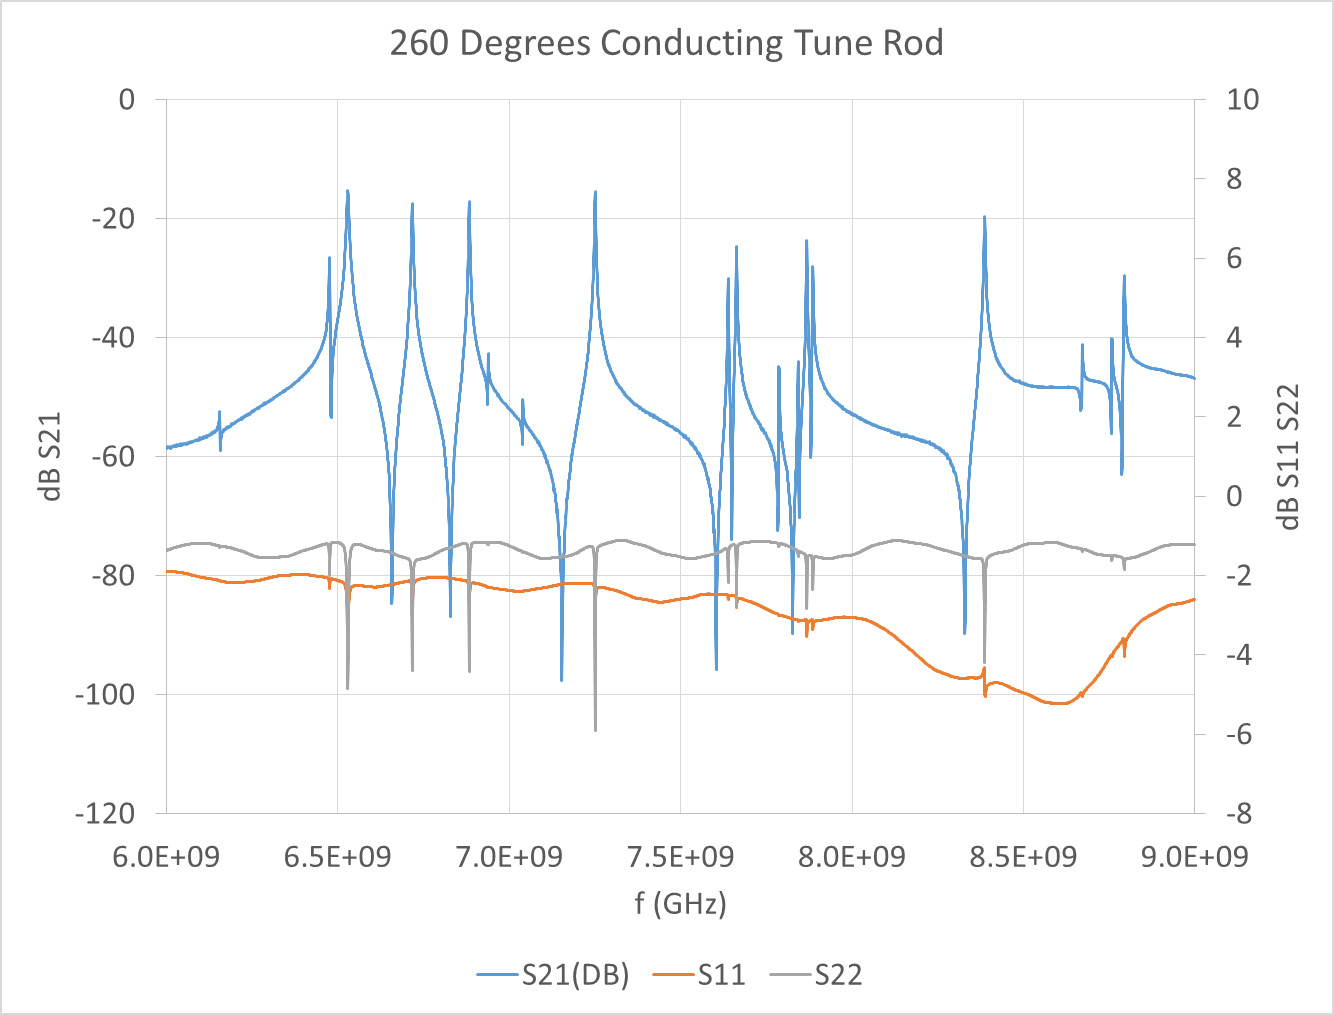 260 Degrees Conducting Tune Rod
0
-20
-40
-60
-80
-100
-120
dB S21
10
8
6
4
2
0
-2
-4
-6
-8
dB S11 S22
6.0E+09 6.5E+09 7.0E+09 7.5E+09 8.0E+09 8.5E+09 9.0E+09
f (GHz)
S21(DB) S11 S22